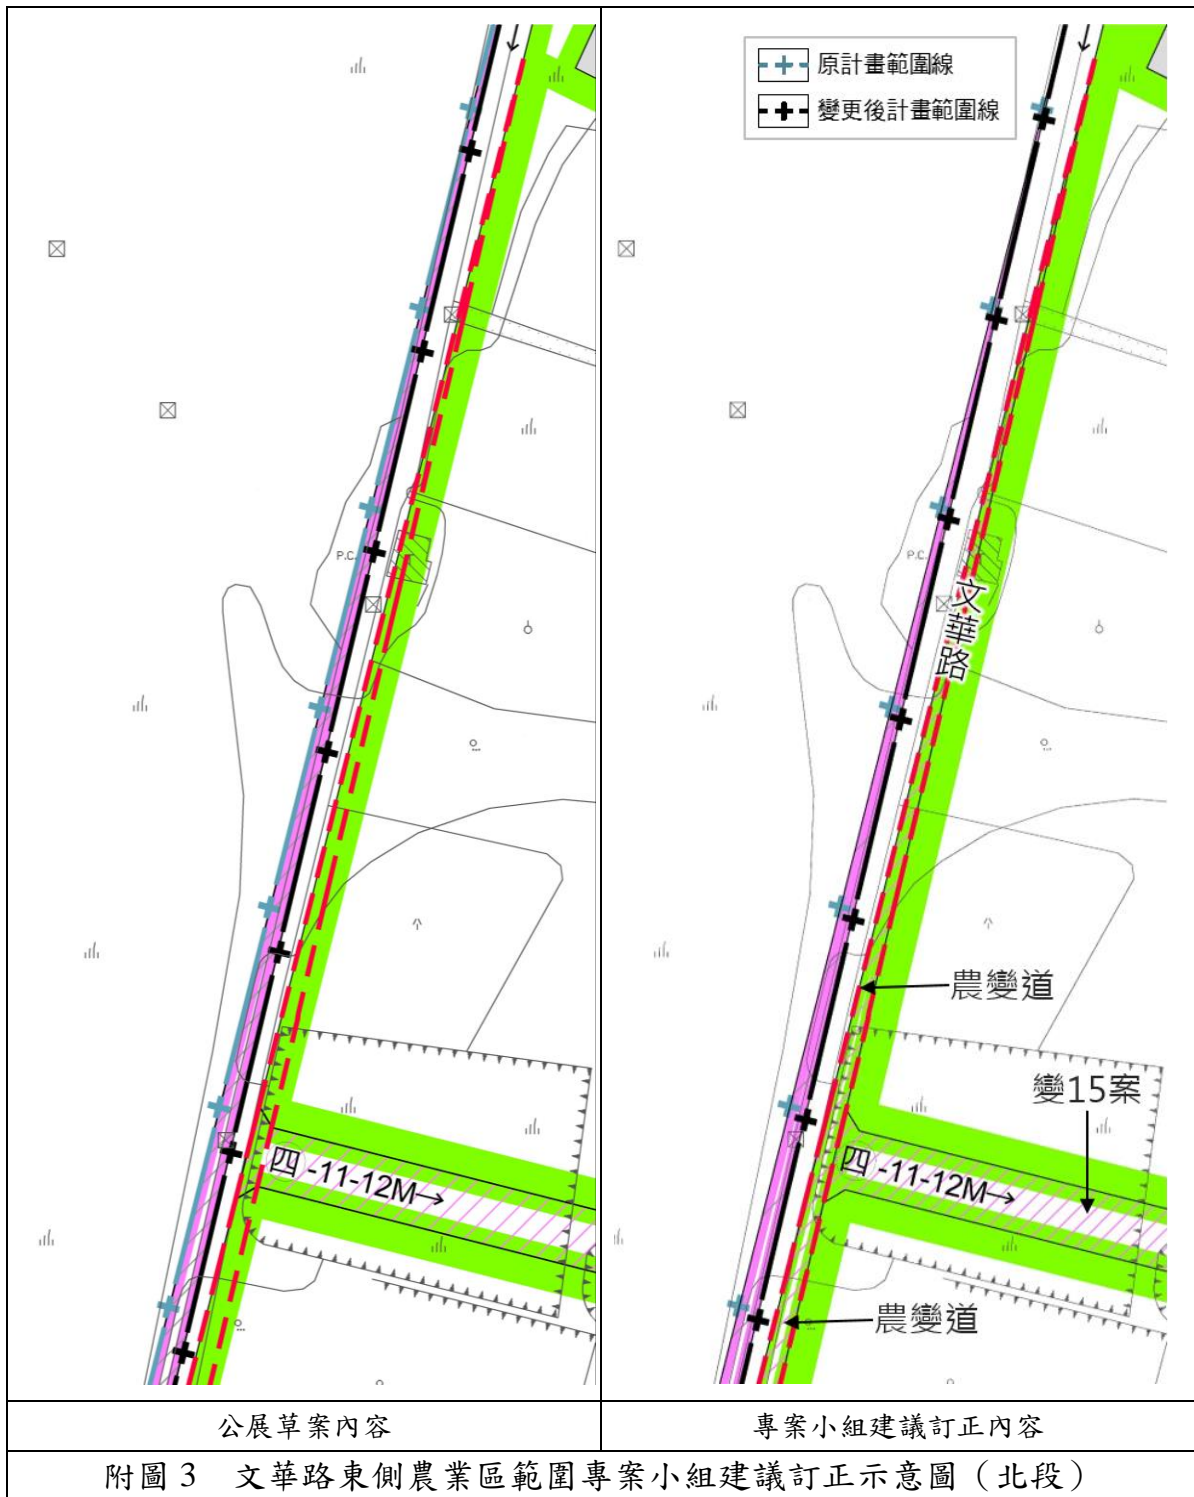 P.C.
四-11-12M→
原計畫範圍線
變更後計畫範圍線
P.C.
文華路
農變道
變15案
四-11-12M→
農變道
公展草案內容
專案小組建議訂正內容
附圖 3 文華路東側農業區範圍專案小組建議訂正示意圖（北段）